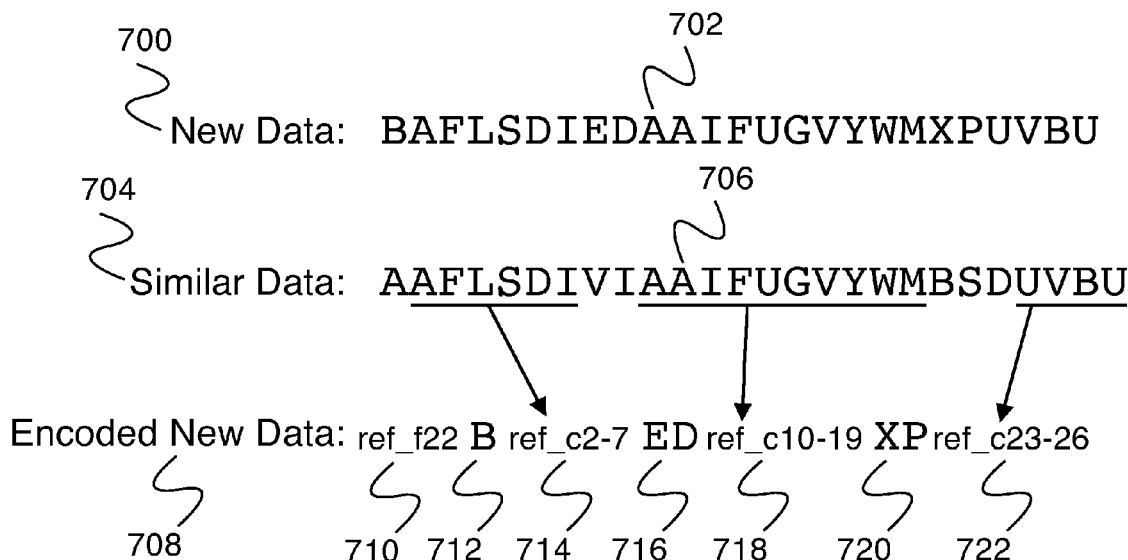 700
702
New Data: BAFLSDIEDAAIFUGVYWMXPUVBU
704
706
Similar Data: AAFLSDIVIAAIFUGVYWMBSDUVBU
Encoded New Data: ref_f22 B ref_c2-7 ED ref_c10-19 XP ref_c23-26
708 710 712 714 716 718 720 722